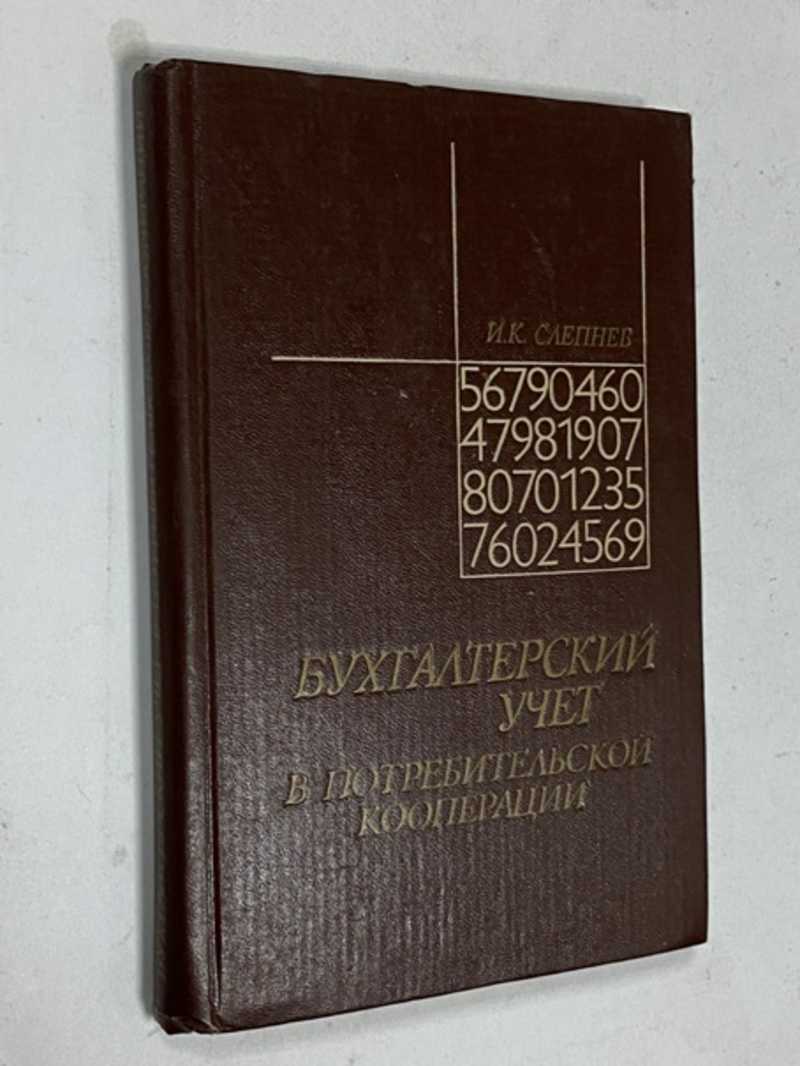 И.К. СЛЕПНЕВ
56790460
47981907
80701235
76024569
БУХГАЛТЕРСКИЙ
УЧЕТ
В ПОТРЕБИТЕЛЬСКОЙ
КООПЕРАЦИИ